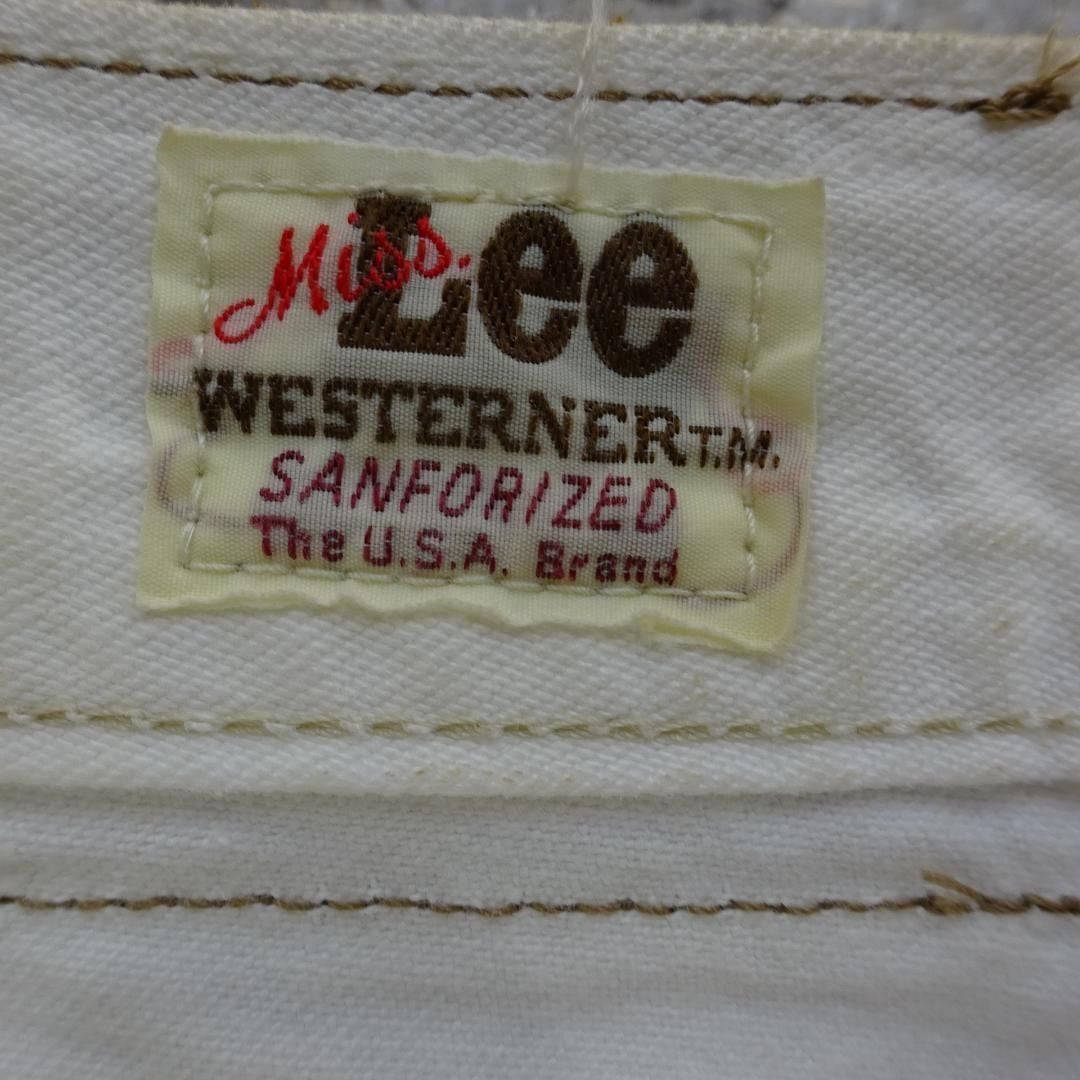 Miss. Lee
WESTERNER T.M.
SANFORIZED
The U.S.A. Brand